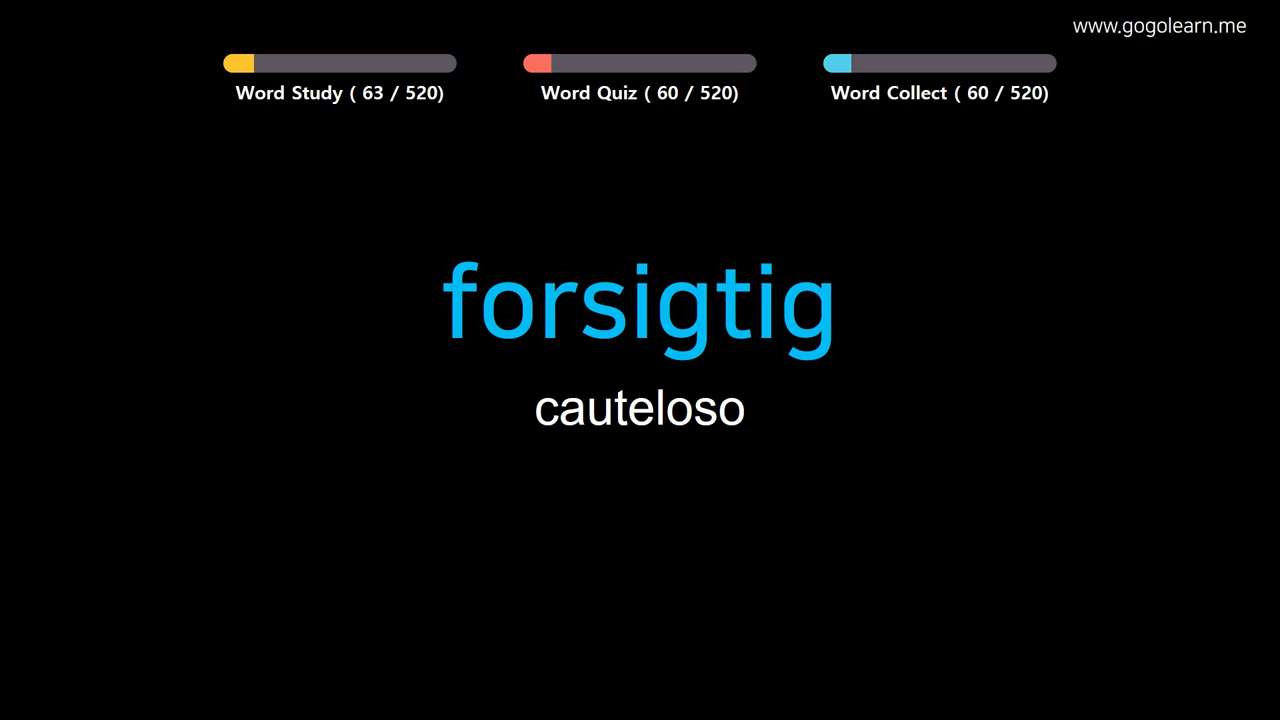 www.gogolearn.me
Word Study ( 63 / 520)
Word Quiz ( 60 / 520)
Word Collect ( 60 / 520)
forsigtig
cauteloso